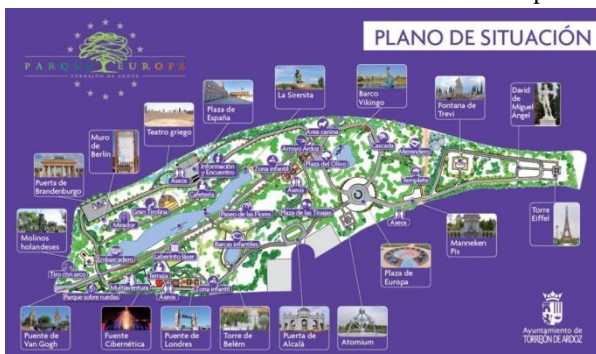 PLANO DE SITUACIÓN
PARQUE EUROPA
TORREJÓN DE ARDOZ
La Sirenita
Barco
Vikingo
Fontana
de
Trevi
David
de
Miguel
Ángel
Plaza de
España
Teatro griego
Muro
de
Berlín
Puerta de
Brandenburgo
Molinos
holandeses
Área canina
Arroyo Ardoz
Plaza del Olivo
Cascada
Merendero
Templete
Información
y Encuentro
Zona infantil
Aseos
Cafetería
Aseos
Gran Tirolina
Paseo de las Flores
Plaza de las Tinajas
Aseos
Mirador
Barcas infantiles
Embarcadero
Laberinto láser
Tiro con arco
Terraza
Multiaventura
Zona infantil
Parque sobre ruedas
Aseos
Torre
Eiffel
Manneken
Pis
Plaza de
Europa
Puente de
Van Gogh
Fuente
Cibernética
Puente de
Londres
Torre de
Belém
Puerta de
Alcalá
Atomium
Ayuntamiento de
TORREJÓN DE ARDOZ